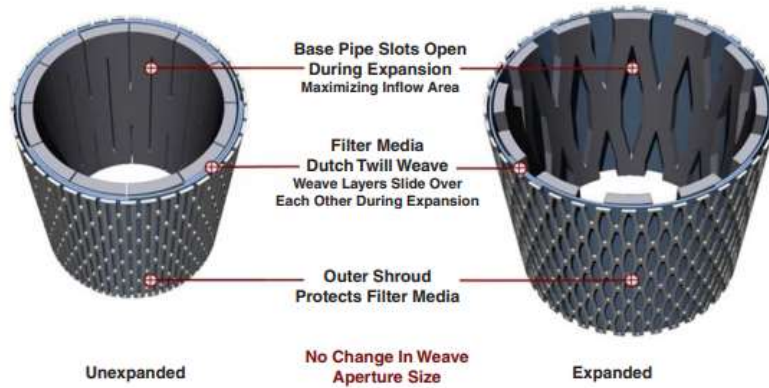 Base Pipe Slots Open
During Expansion
Maximizing Inflow Area
Filter Media
Dutch Twill Weave
Weave Layers Slide Over
Each Other During Expansion
Outer Shroud
Protects Filter Media
Unexpanded
No Change In Weave
Aperture Size
Expanded